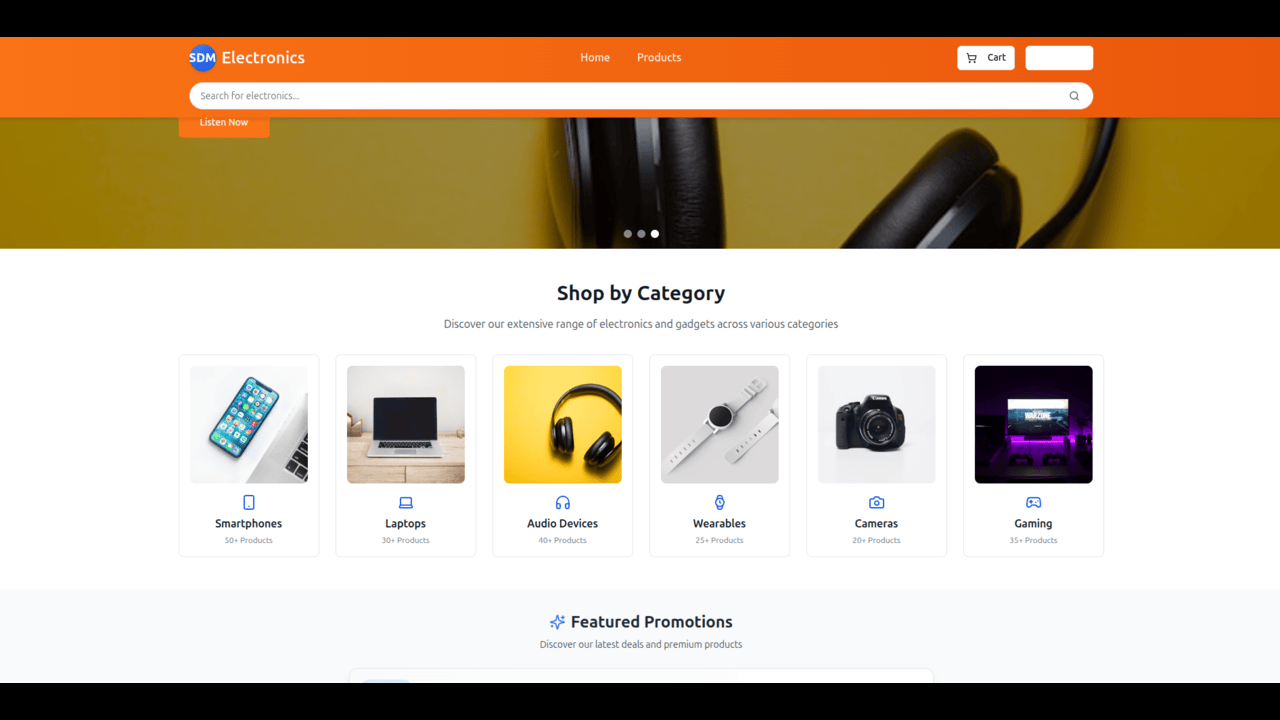 SDM Electronics
Home
Products
Cart
Search for electronics...
Listen Now
Shop by Category
Discover our extensive range of electronics and gadgets across various categories
Canon
WARZONE
Smartphones
Laptops
Audio Devices
Wearables
Cameras
Gaming
50+ Products
30+ Products
40+ Products
25+ Products
20+ Products
35+ Products
Featured Promotions
Discover our latest deals and premium products